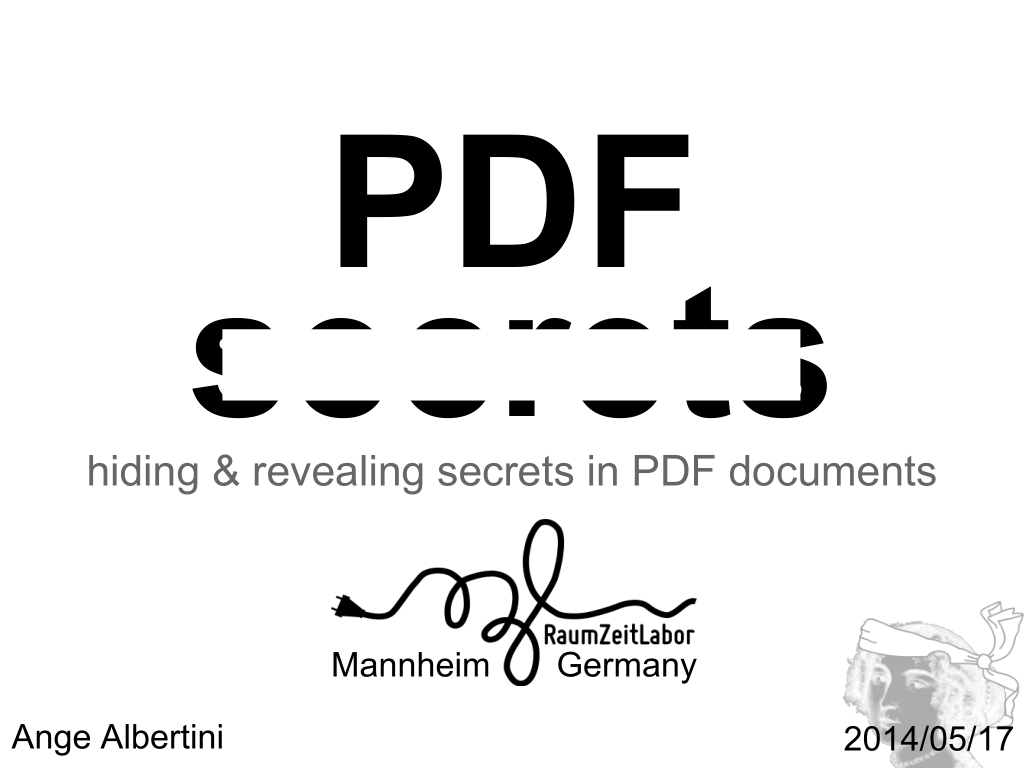 PDF
secrets
hiding & revealing secrets in PDF documents
RaumZeitLabor
Mannheim Germany
Ange Albertini
2014/05/17